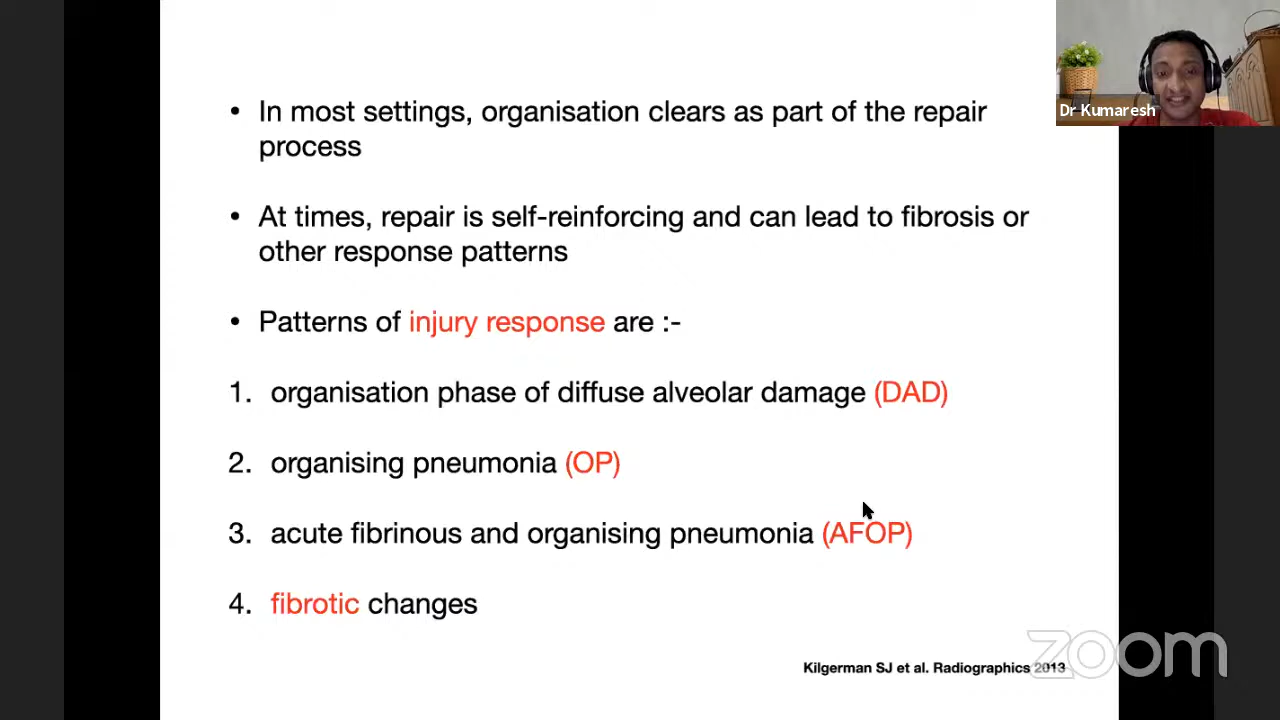 Dr Kumaresh
• In most settings, organisation clears as part of the repair
process
• At times, repair is self-reinforcing and can lead to fibrosis or
other response patterns
• Patterns of injury response are :-
1. organisation phase of diffuse alveolar damage (DAD)
2. organising pneumonia (OP)
3. acute fibrinous and organising pneumonia (AFOP)
4. fibrotic changes
Kilgerman SJ et al. Radiographics 2013
zoom